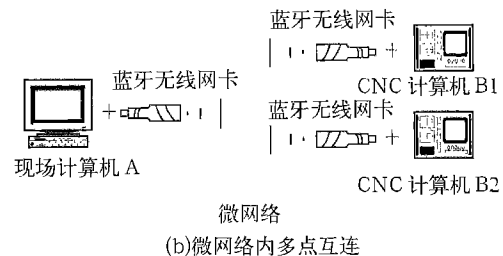 蓝牙无线网卡
CNC 计算机 B1
蓝牙无线网卡
蓝牙无线网卡
现场计算机 A
CNC 计算机 B2
微网络
(b)微网络内多点互连